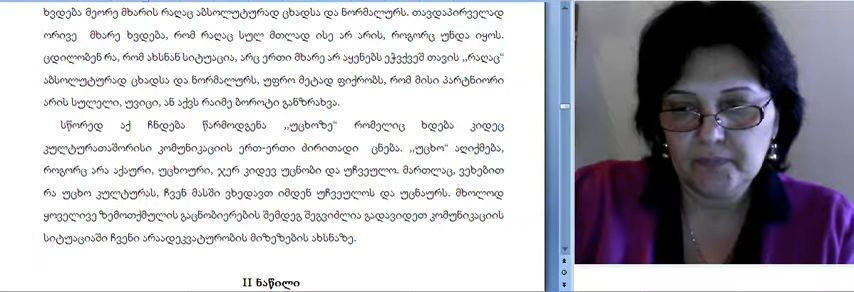 ხვდება მეორე მხარის რაღაც აბსოლუტურად ცხადსა და ნორმალურს. თავდაპირველად
ორივე მხარე ხვდება, რომ რაღაც სულ მთლად ისე არ არის, როგორც უნდა იყოს.
ცდილობენ რა, რომ ახსნან სიტუაცია, არც ერთი მხარე არ აყენებს ეჭვქვეშ თავის ,,რაღაც“
აბსოლუტურად ცხადსა და ნორმალურს, უფრო მეტად ფიქრობს, რომ მისი პარტნიორი
არის სულელი, უვიცი, ან აქვს რაიმე ბოროტი განზრახვა.
სწორედ აქ ჩნდება წარმოდგენა ,,უცხოზე“ რომელიც ხდება კიდეც
კულტურათაშორისი კომუნიკაციის ერთ-ერთი ძირითადი ცნება. ,,უცხო“ აღიქმება,
როგორც არა აქაური, უცხოური, ჯერ კიდევ უცნობი და უჩვეულო. მართლაც, ვეხებით
რა უცხო კულტურას, ჩვენ მასში ვხედავთ იმდენ უჩვეულოს და უცნაურს. მხოლოდ
ყოველივე ზემოთქმულის გაცნობიერების შემდეგ შეგვიძლია გადავიდეთ კომუნიკაციის
სიტუაციაში ჩვენი არაადეკვატურობის მიზეზების ახსნაზე.
II ნაწილი